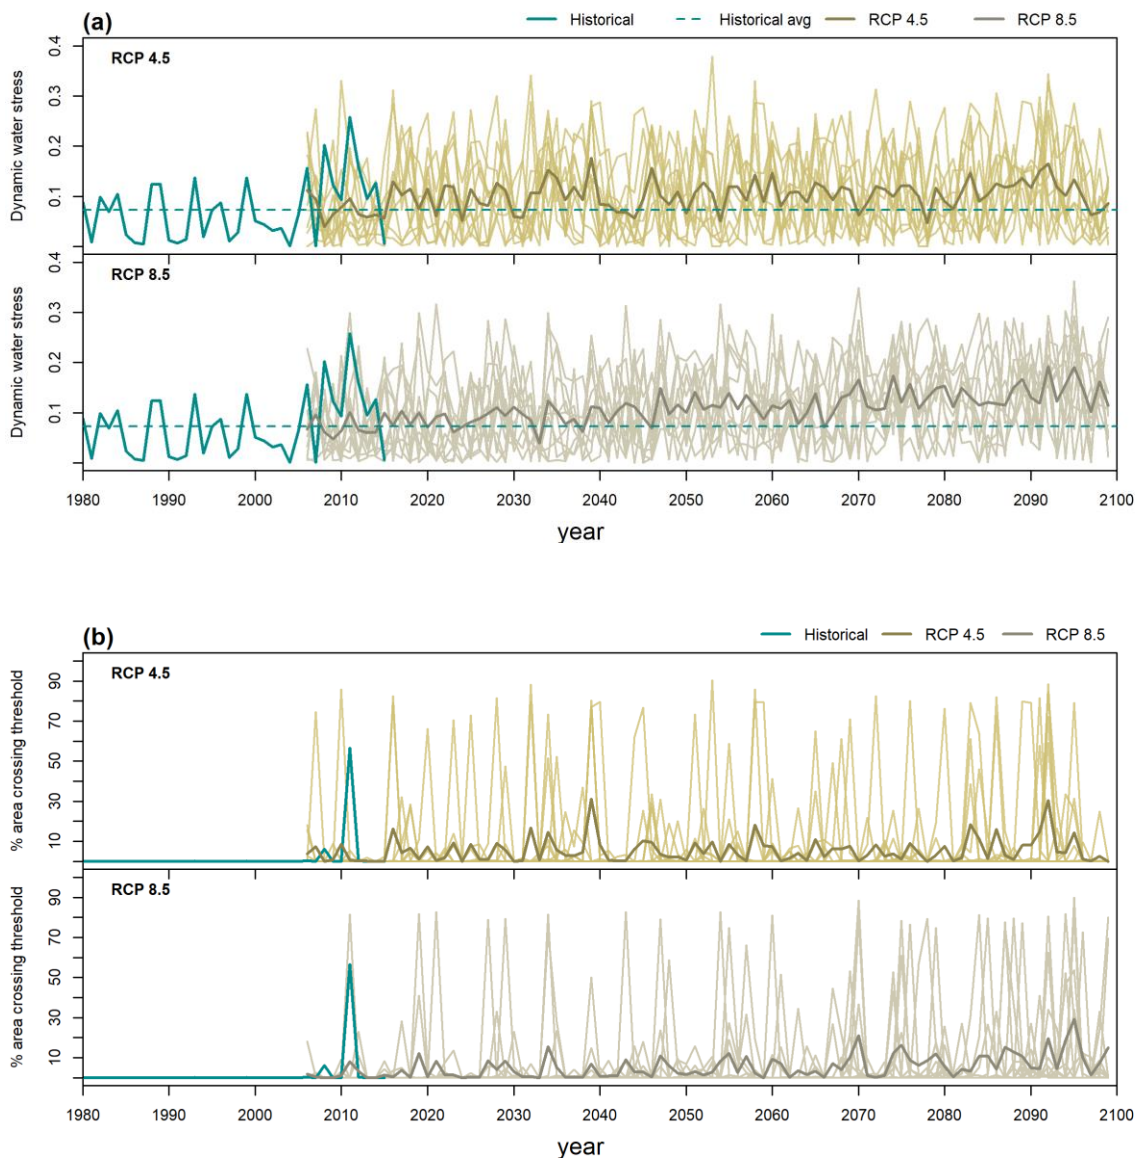 (a)
Historical Historical avg RCP 4.5 RCP 8.5
RCP 4.5
Dynamic water stress
0.4
0.3
0.2
0.1
RCP 8.5
Dynamic water stress
0.4
0.3
0.2
0.1
1980 1990 2000 2010 2020 2030 2040 2050 2060 2070 2080 2090 2100
year
(b)
Historical RCP 4.5 RCP 8.5
RCP 4.5
% area crossing threshold
90
70
50
30
10
RCP 8.5
% area crossing threshold
90
70
50
30
10
1980 1990 2000 2010 2020 2030 2040 2050 2060 2070 2080 2090 2100
year